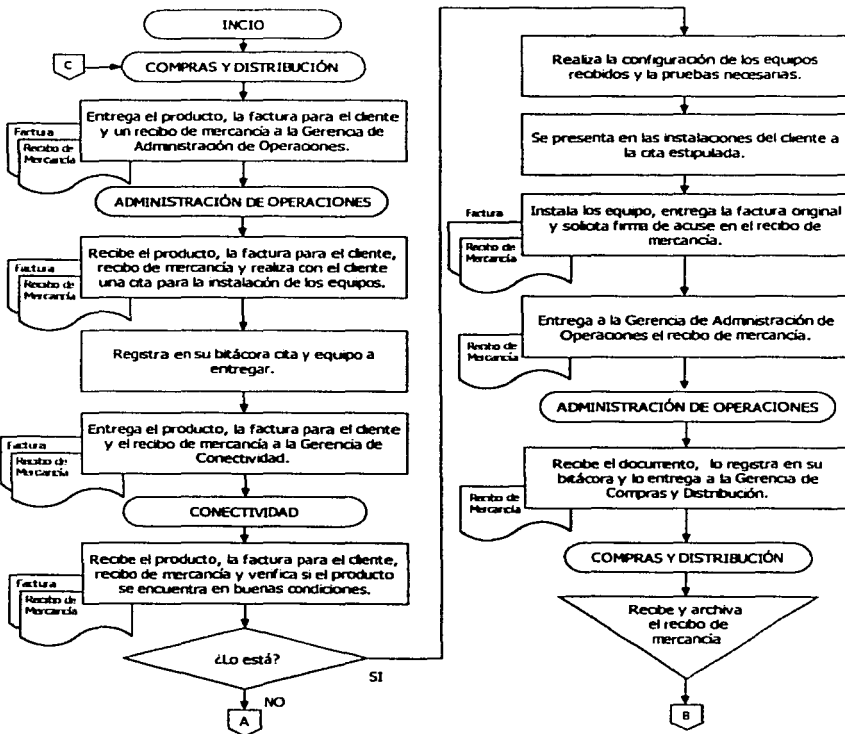 INCIO
C
COMPRAS Y DISTRIBUCIÓN
Entrega el producto, la factura para el cliente
y un recibo de mercancía a la Gerencia de
Administración de Operaciones.
Factura
Recibo de
Mercancía
ADMINISTRACIÓN DE OPERACIONES
Recibe el producto, la factura para el cliente,
recibo de mercancía y realiza con el cliente
una cita para la instalación de los equipos.
Factura
Recibo de
Mercancía
Registra en su bitácora cita y equipo a
entregar.
Entrega el producto, la factura para el cliente
y el recibo de mercancía a la Gerencia de
Conectividad.
Factura
Recibo de
Mercancía
CONECTIVIDAD
Recibe el producto, la factura para el cliente,
recibo de mercancía y verifica si el producto
se encuentra en buenas condiciones.
Factura
Recibo de
Mercancía
¿Lo está?
SI
NO
A
Realiza la configuración de los equipos
recibidos y la pruebas necesarias.
Se presenta en las instalaciones del cliente a
la cita estipulada.
Instala los equipo, entrega la factura original
y solicita firma de acuse en el recibo de
mercancía.
Factura
Recibo de
Mercancía
Entrega a la Gerencia de Administración de
Operaciones el recibo de mercancía.
Recibo de
Mercancía
ADMINISTRACIÓN DE OPERACIONES
Recibe el documento, lo registra en su
bitácora y lo entrega a la Gerencia de
Compras y Distribución.
Recibo de
Mercancía
COMPRAS Y DISTRIBUCIÓN
Recibe y archiva
el recibo de
mercancía
B